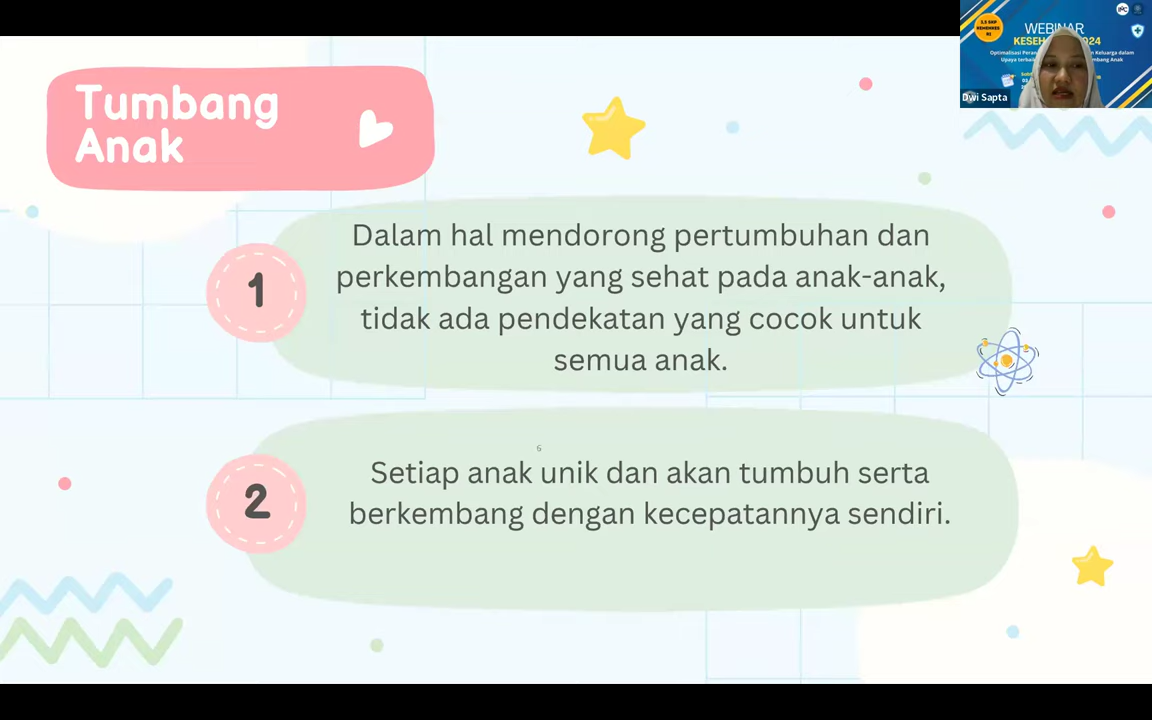 Tumbang
Anak
1
Dalam hal mendorong pertumbuhan dan
perkembangan yang sehat pada anak-anak,
tidak ada pendekatan yang cocok untuk
semua anak.
2
6
Setiap anak unik dan akan tumbuh serta
berkembang dengan kecepatannya sendiri.
WEBINAR
Dwi Sapta